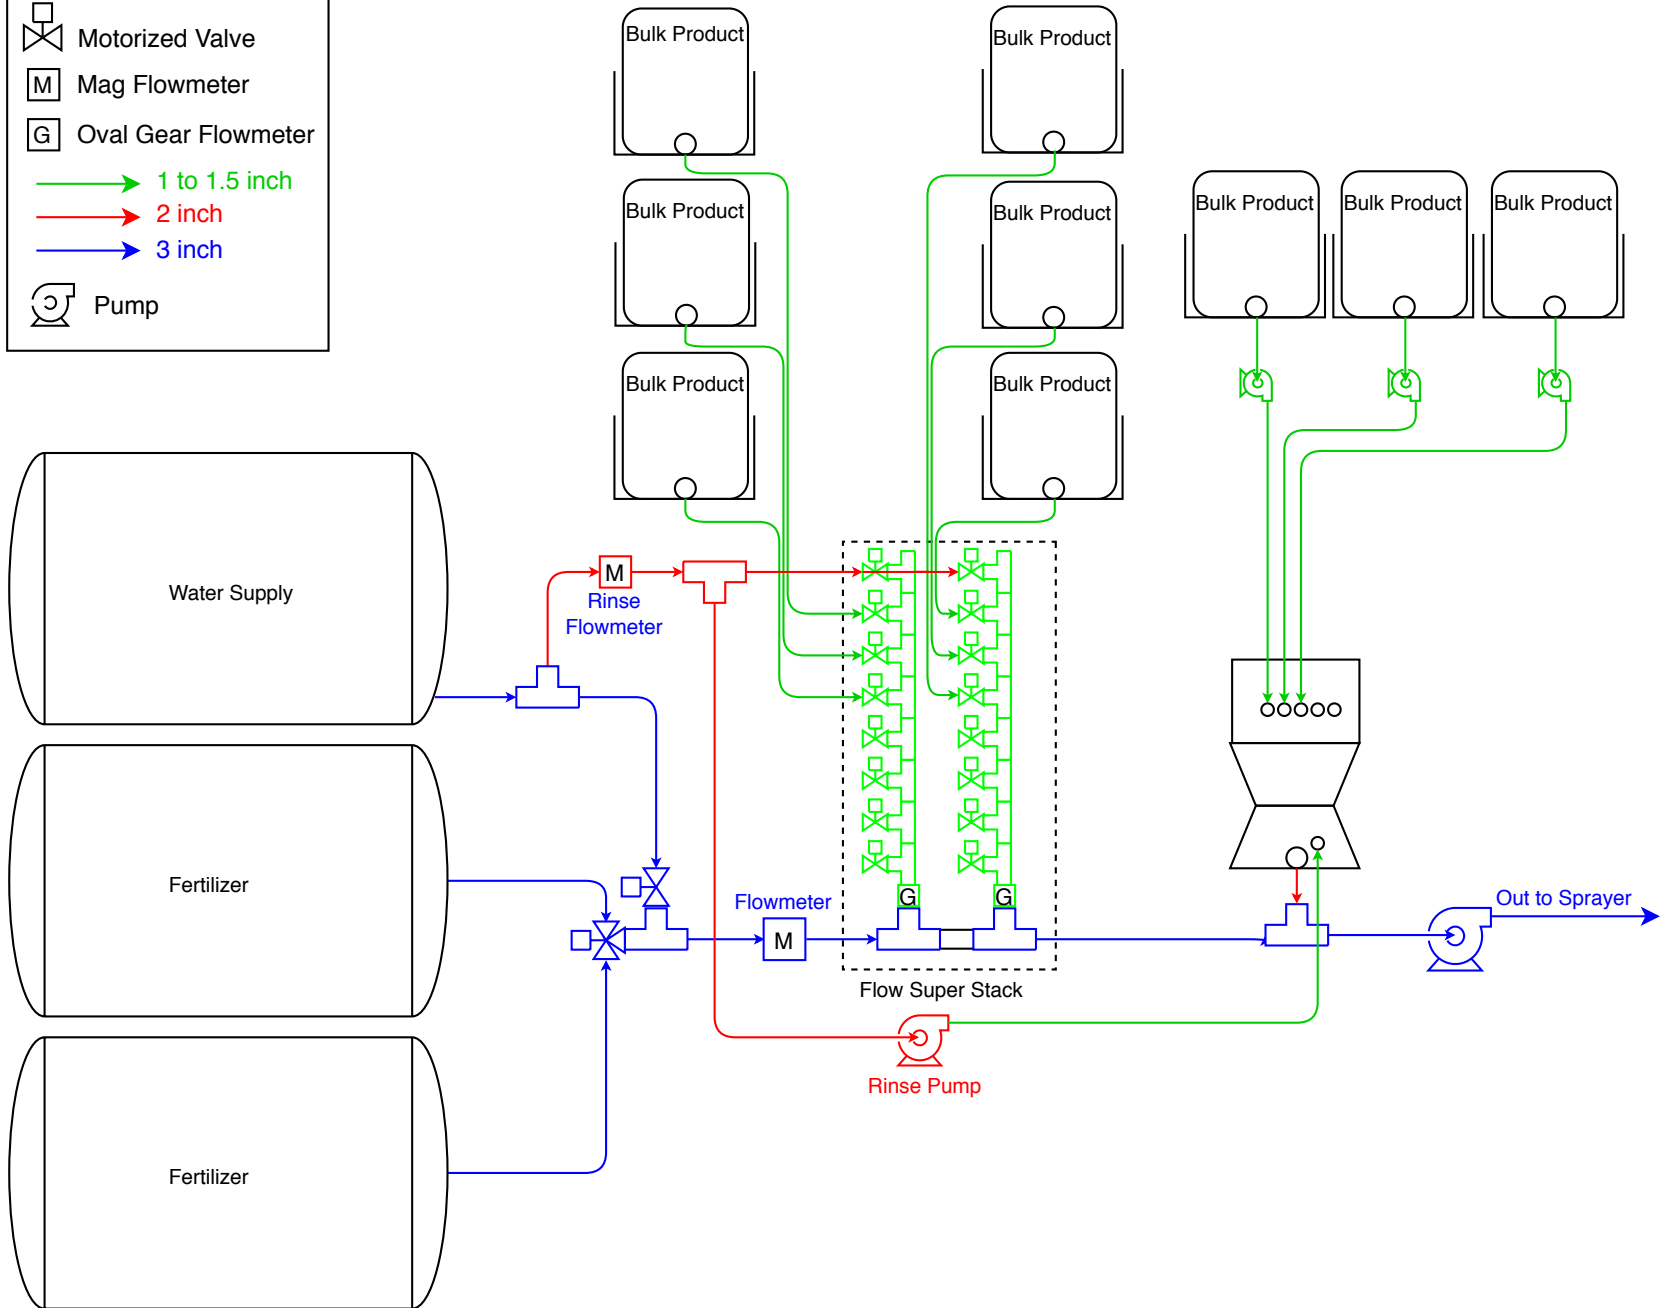 Motorized Valve
M Mag Flowmeter
G Oval Gear Flowmeter
1 to 1.5 inch
2 inch
3 inch
Pump
Bulk Product
Bulk Product
Bulk Product
Bulk Product
Bulk Product
Bulk Product
Bulk Product
Bulk Product
Bulk Product
Water Supply
M
Rinse
Flowmeter
Fertilizer
Flowmeter
M
G
G
Out to Sprayer
Flow Super Stack
Rinse Pump
Fertilizer